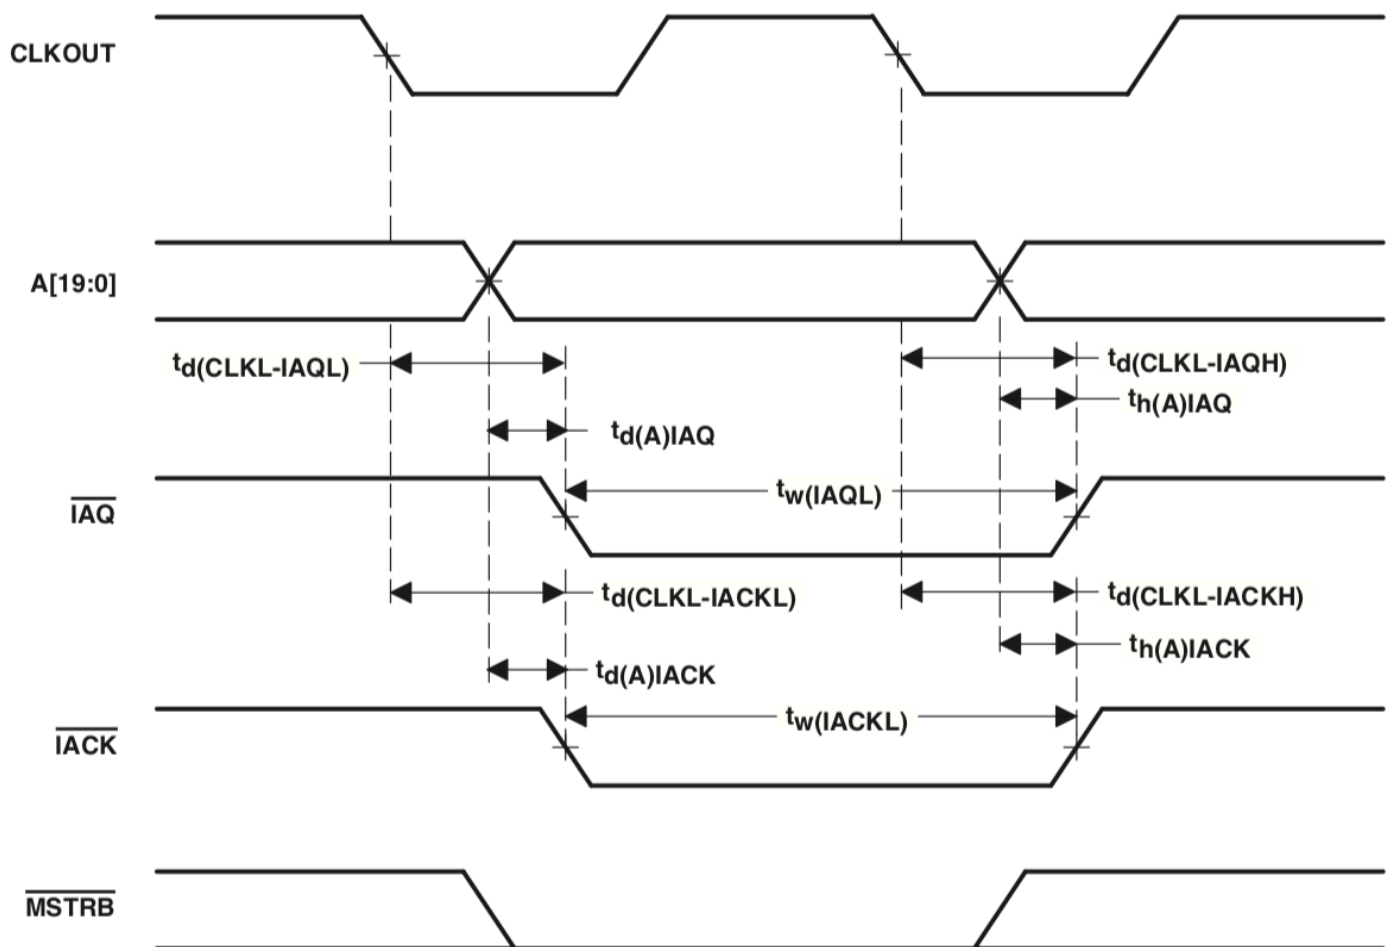 CLKOUT
A[19:0]
td(CLKL-IAQL)
td(CLKL-IAQH)
th(A)IAQ
td(A)IAQ
tw(IAQL)
IAQ
td(CLKL-IACKL)
td(CLKL-IACKH)
th(A)IACK
td(A)IACK
tw(IACKL)
IACK
MSTRB